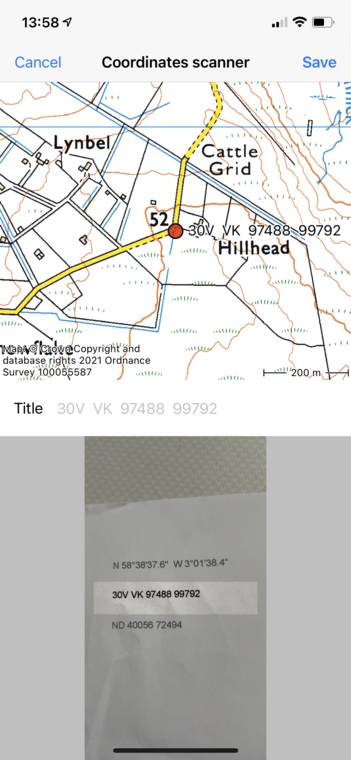 13:58
Cancel
Coordinates scanner
Save
Lynbel
Cattle
Grid
52
30V VK 97488 99792
Hillhead
Copyright and
database rights 2021 Ordnance
Survey 100055587
200 m
Title 30V VK 97488 99792
N 58°38'37.6" W 3°01'38.4"
30V VK 97488 99792
ND 40056 72494